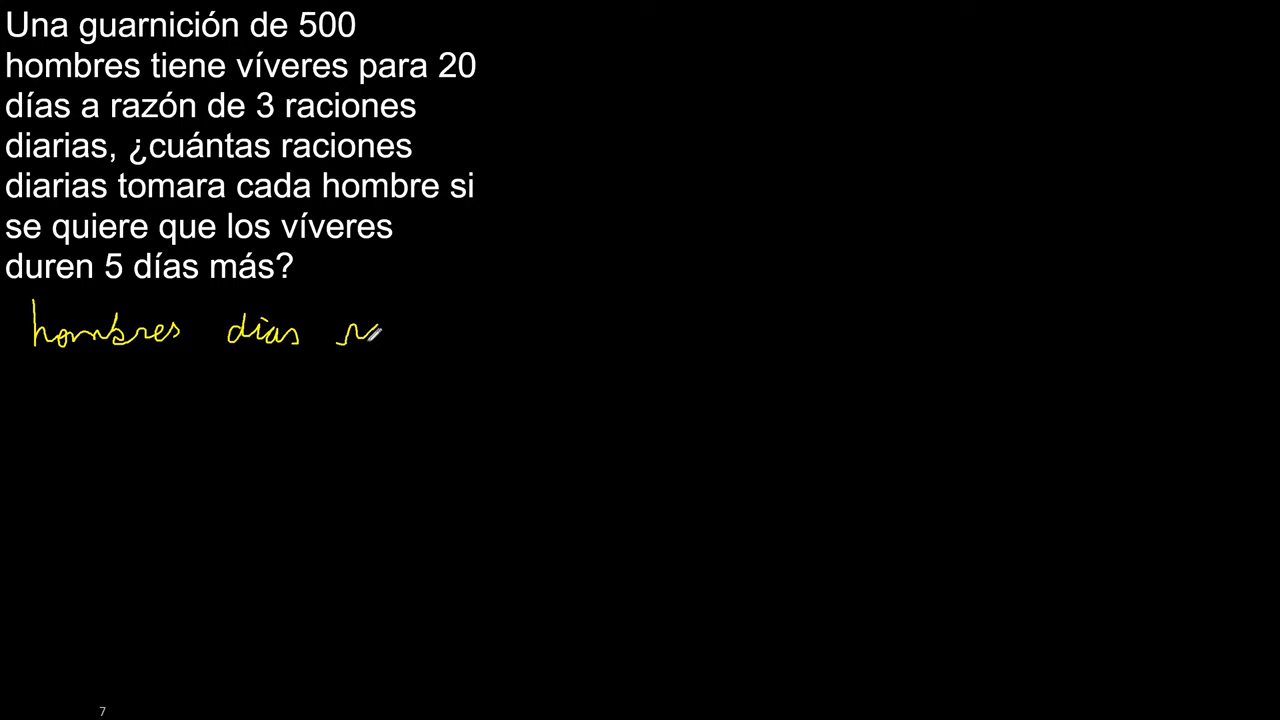 Una guarnición de 500
hombres tiene víveres para 20
días a razón de 3 raciones
diarias, ¿cuántas raciones
diarias tomara cada hombre si
se quiere que los víveres
duren 5 días más?
hombres dias
7